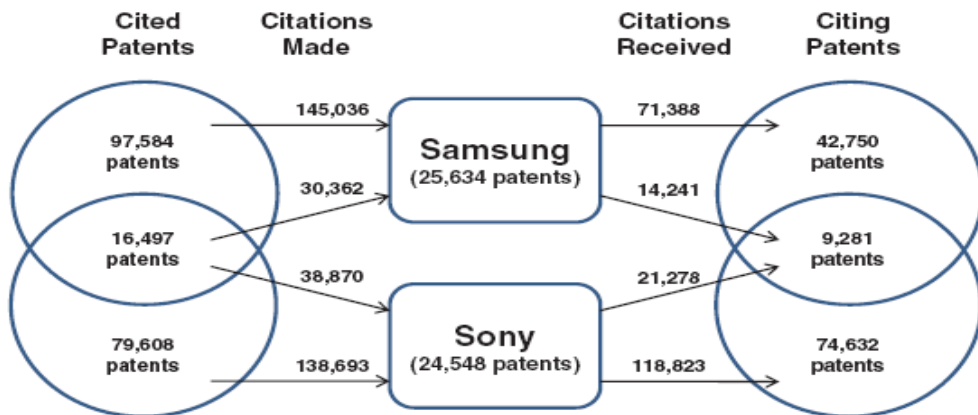 Cited Patents
Citations Made
Citations Received
Citing Patents
97,584
patents
145,036
Samsung
(25,634 patents)
71,388
42,750
patents
30,362
14,241
16,497
patents
9,281
patents
38,870
21,278
79,608
patents
138,693
Sony
(24,548 patents)
118,823
74,632
patents